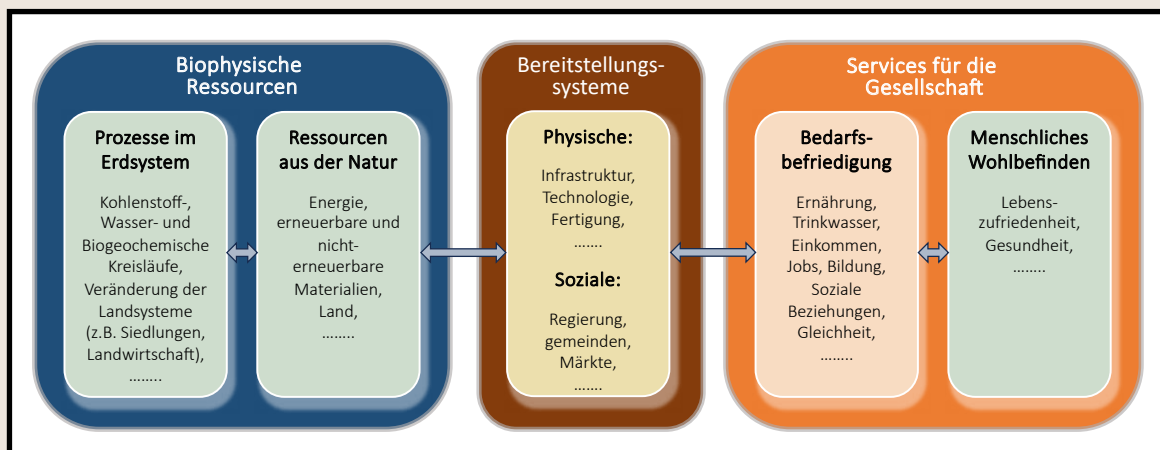 Biophysische
Ressourcen
Prozesse im
Erdsystem
Kohlenstoff-,
Wasser- und
Biogeochemische
Kreisläufe,
Veränderung der
Landsysteme
(z.B. Siedlungen,
Landwirtschaft),
........
Ressourcen
aus der Natur
Energie,
erneuerbare und
nicht-
erneuerbare
Materialien,
Land,
........
Bereitstellungs-
systeme
Physische:
Infrastruktur,
Technologie,
Fertigung,
.......
Soziale:
Regierung,
gemeinden,
Märkte,
.......
Services für die
Gesellschaft
Bedarfs-
befriedigung
Ernährung,
Trinkwasser,
Einkommen,
Jobs, Bildung,
Soziale
Beziehungen,
Gleichheit,
........
Menschliches
Wohlbefinden
Lebens-
zufriedenheit,
Gesundheit,
........